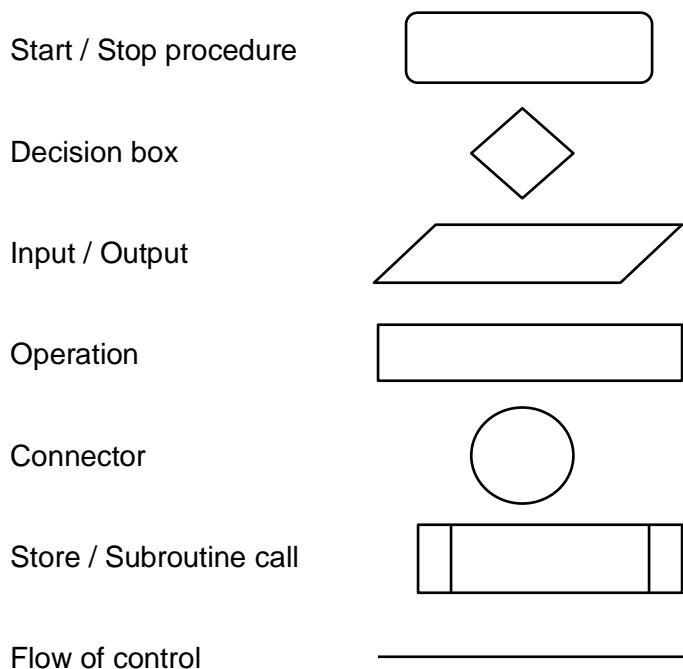 Start / Stop procedure
Decision box
Input / Output
Operation
Connector
Store / Subroutine call
Flow of control